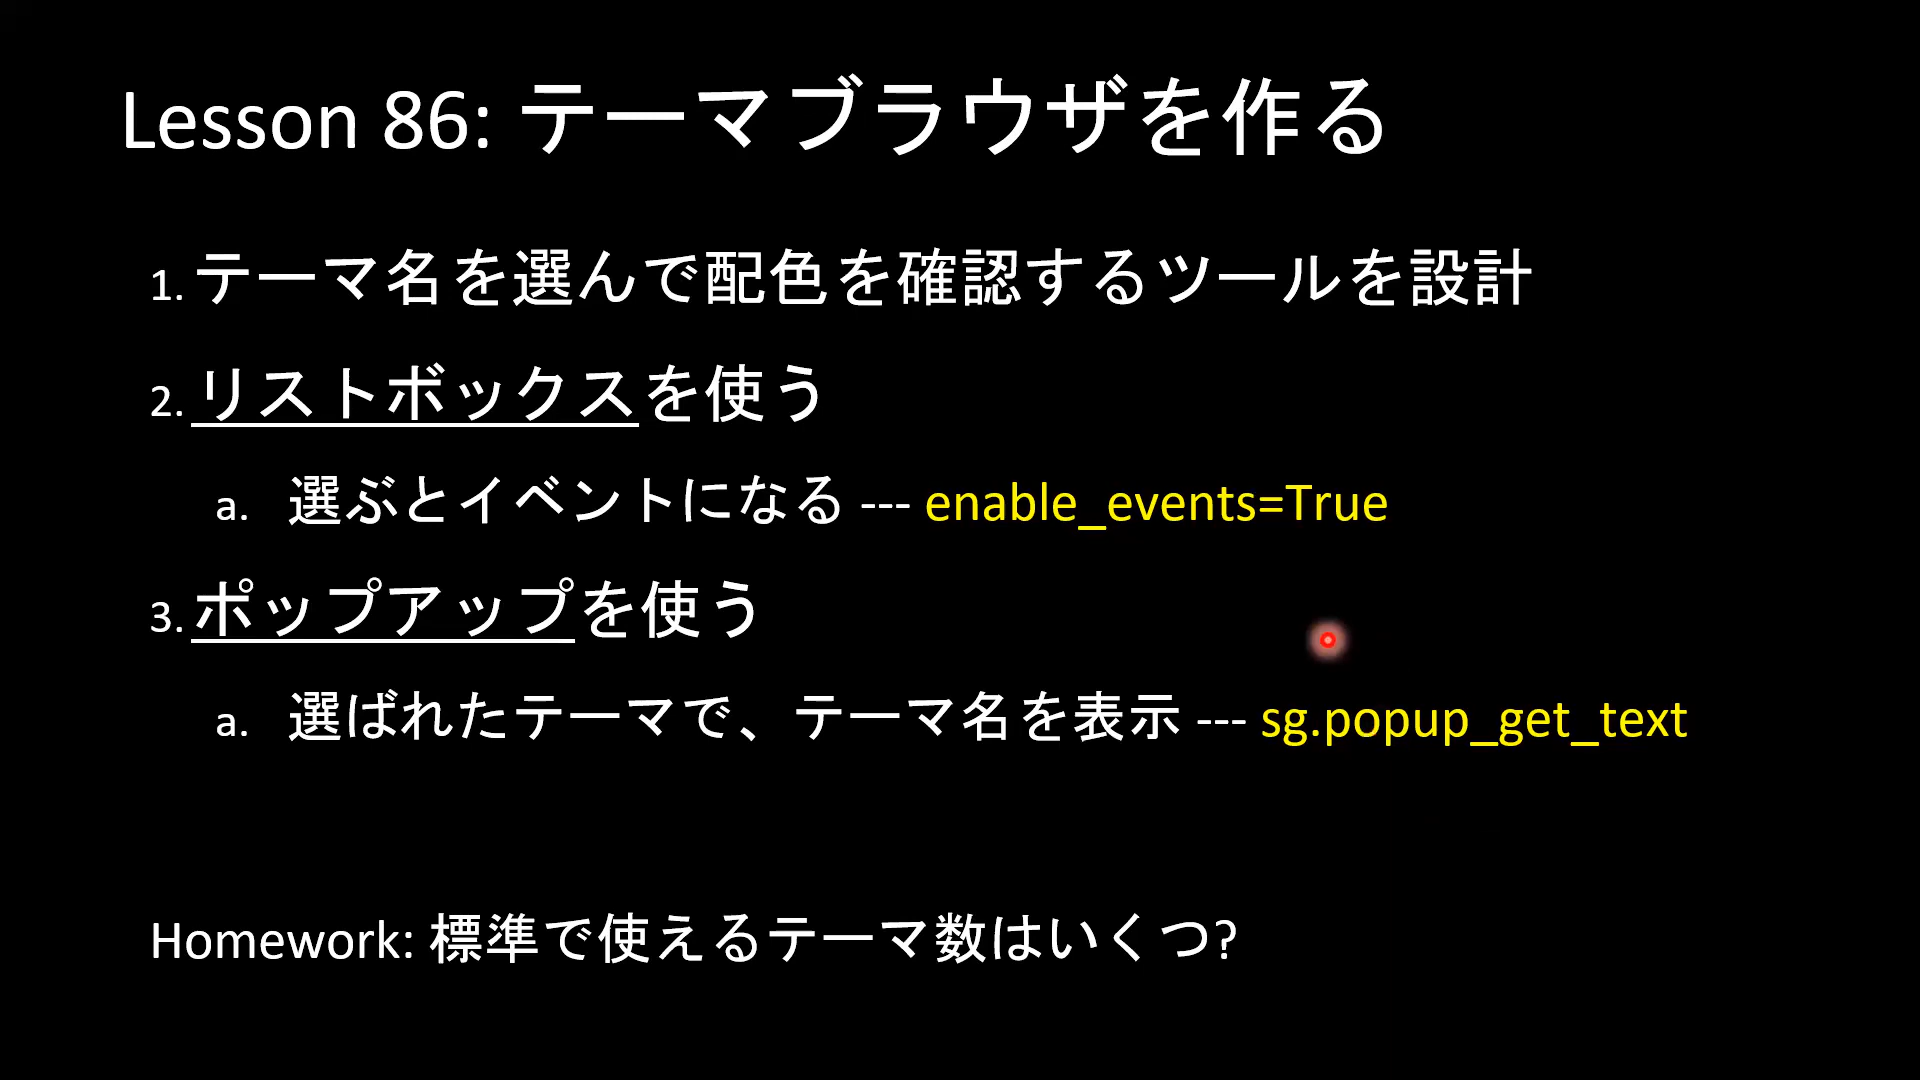 Lesson 86: テーマブラウザを作る
1. テーマ名を選んで配色を確認するツールを設計
2. リストボックスを使う
a. 選ぶとイベントになる --- enable_events=True
3. ポップアップを使う
a. 選ばれたテーマで、テーマ名を表示 --- sg.popup_get_text
Homework: 標準で使えるテーマ数はいくつ?